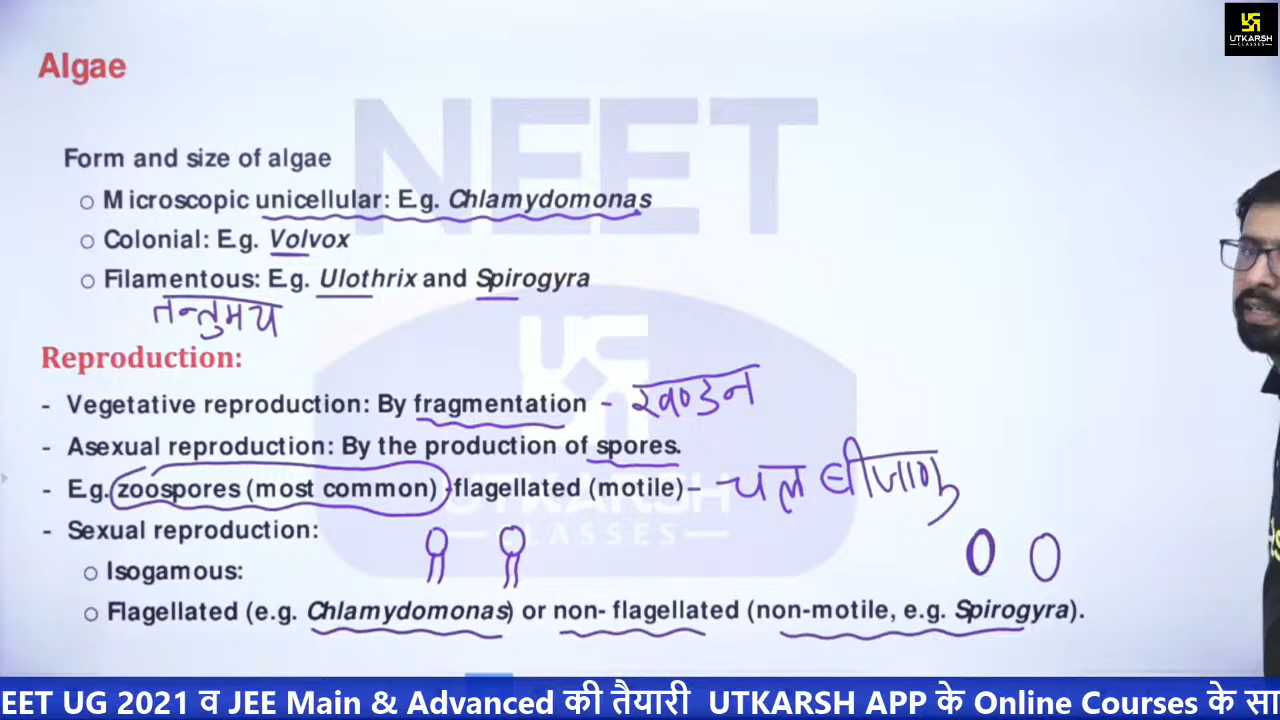 UTKARSH
CLASSES
Algae
NEET
Form and size of algae
○ Microscopic unicellular: E.g. Chlamydomonas
○ Colonial: E.g. Volvox
○ Filamentous: E.g. Ulothrix and Spirogyra
तन्तुमय
Reproduction:
- Vegetative reproduction: By fragmentation - खण्डन
- Asexual reproduction: By the production of spores.
- E.g. zoospores (most common) flagellated (motile) - चल बीजाणु
UTKARSH
CLASSES
- Sexual reproduction:
○ Isogamous:
○ Flagellated (e.g. Chlamydomonas) or non- flagellated (non-motile, e.g. Spirogyra).
EET UG 2021 व JEE Main & Advanced की तैयारी UTKARSH APP के Online Courses के सा